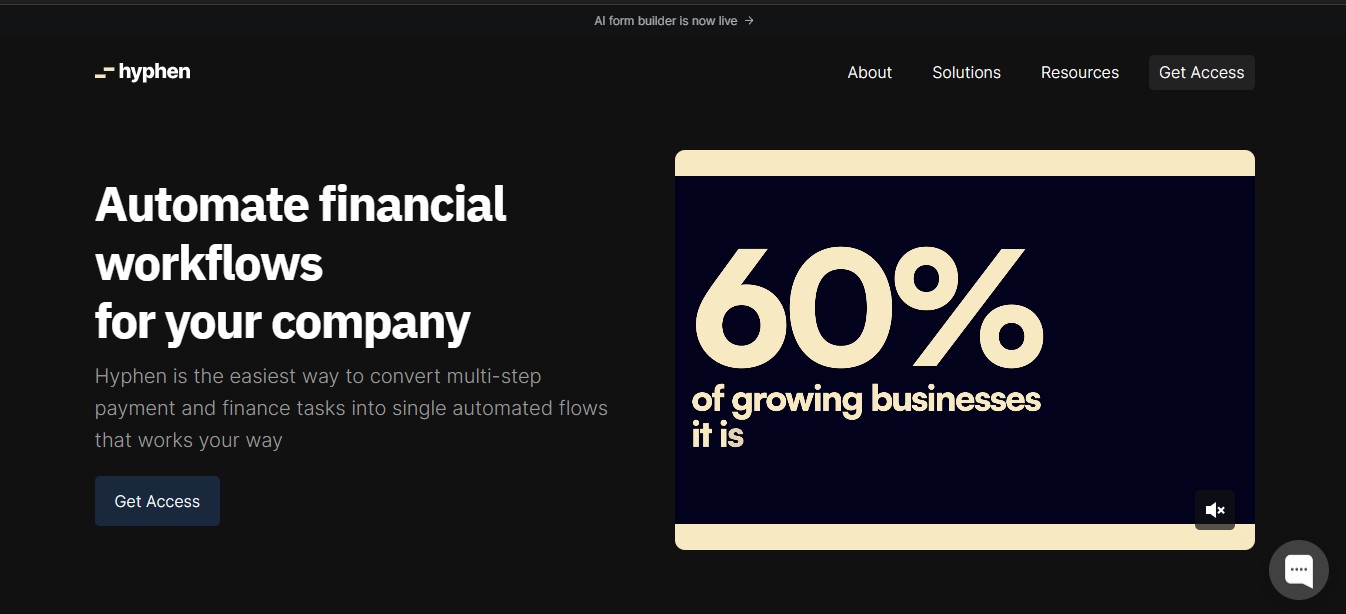 AI form builder is now live →
hyphen
About Solutions Resources Get Access
Automate financial
workflows
for your company
Hyphen is the easiest way to convert multi-step
payment and finance tasks into single automated flows
that works your way
Get Access
60%
of growing businesses
it is